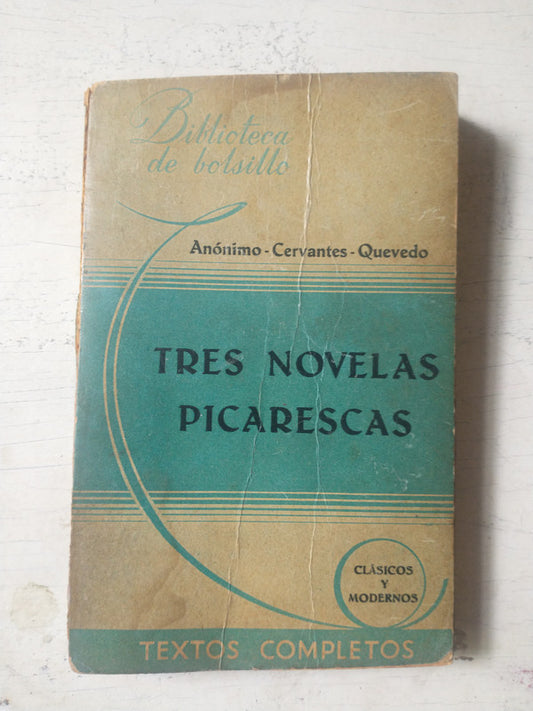 Biblioteca
de bolsillo
Anónimo - Cervantes - Quevedo
TRES NOVELAS
PICARESCAS
CLÁSICOS
Y
MODERNOS
TEXTOS COMPLETOS